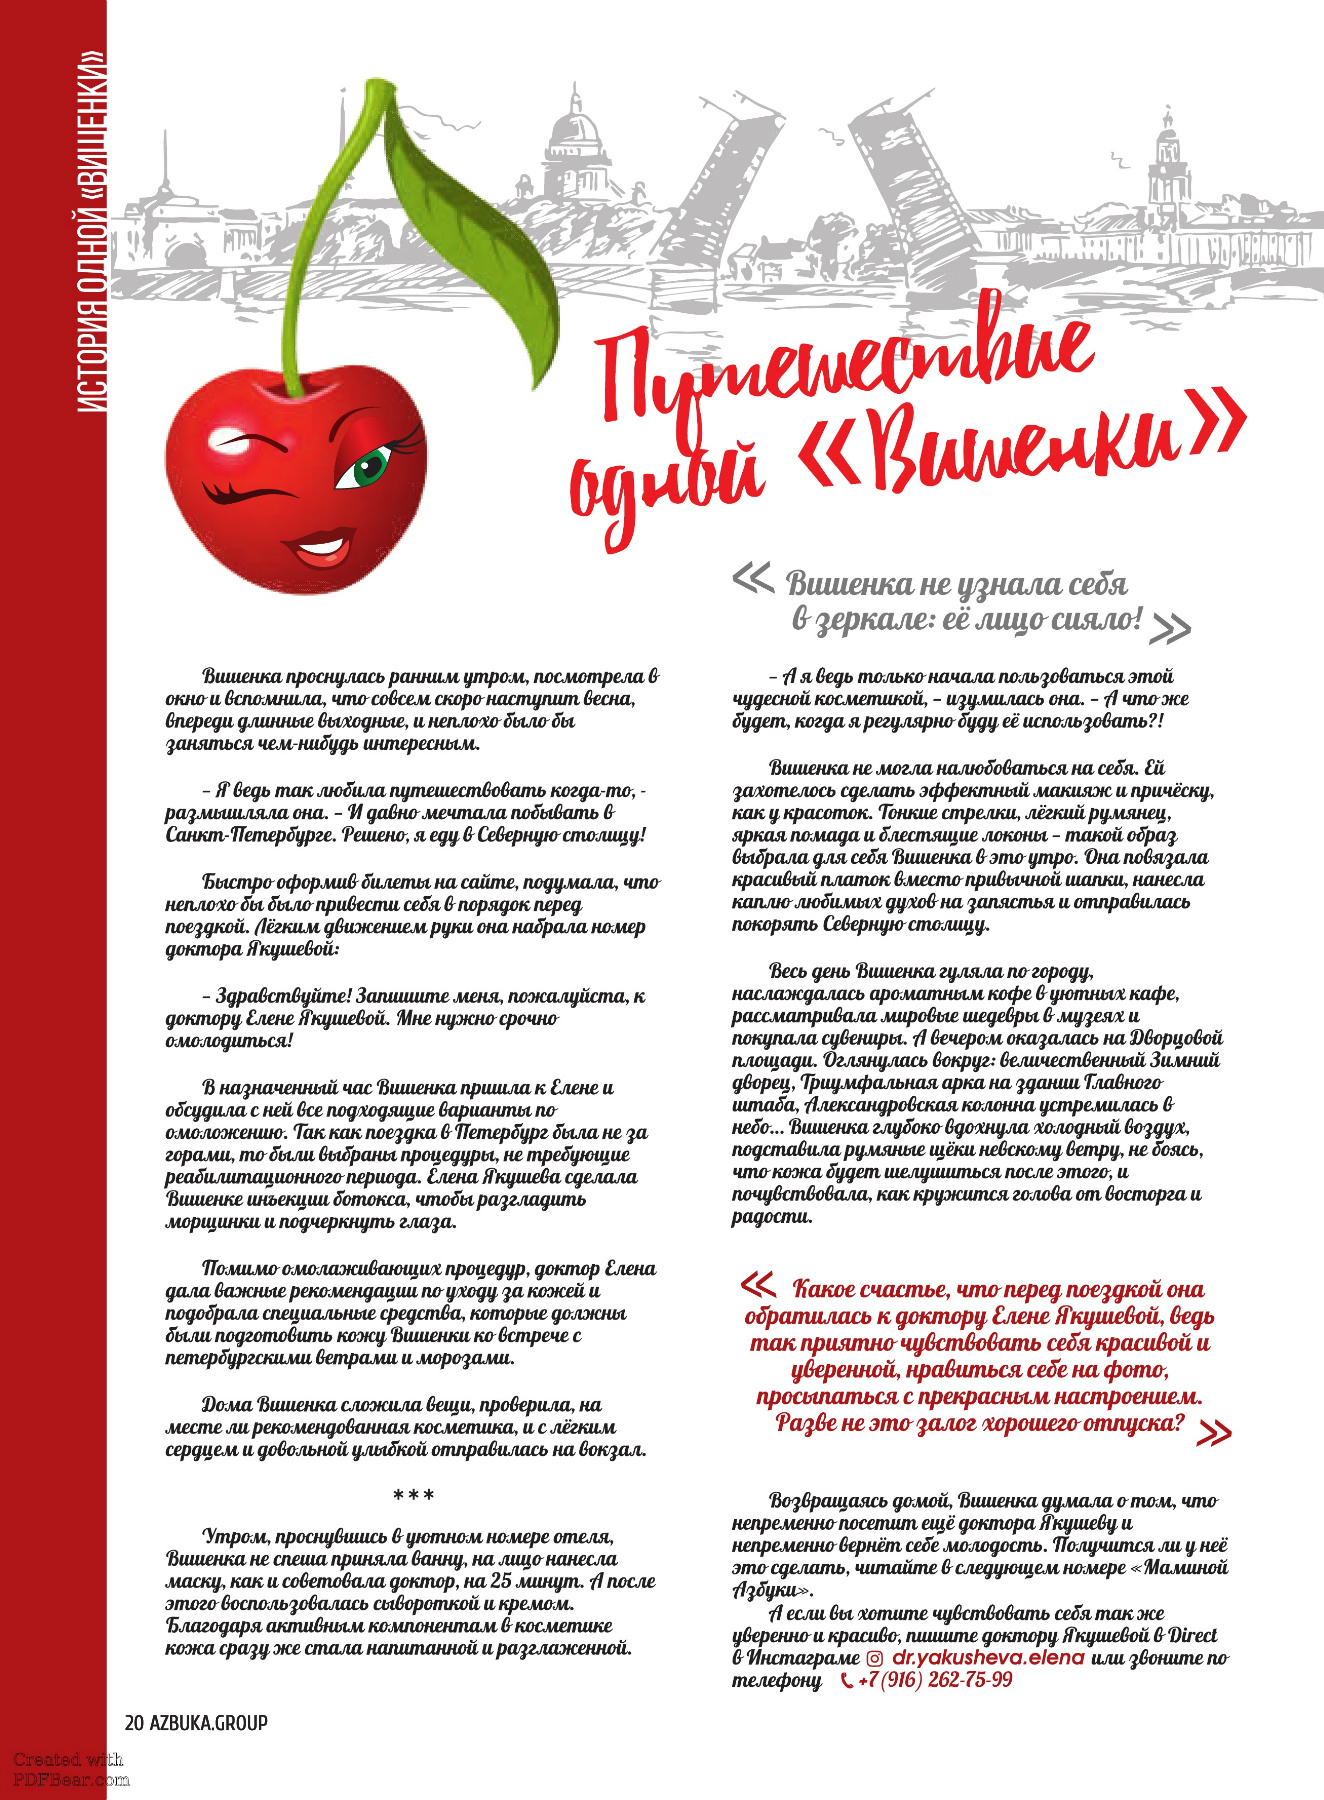 ИСТОРИЯ ОДНОЙ «ВИШЕНКИ»
Путешествие
одной «Вишенки»
« Вишенка не узнала себя
в зеркале: её лицо сияло! »
Вишенка проснулась ранним утром, посмотрела в
окно и вспомнила, что совсем скоро наступит весна,
впереди длинные выходные, и неплохо было бы
заняться чем-нибудь интересным.
– Я ведь так любила путешествовать когда-то, -
размышляла она. – И давно мечтала побывать в
Санкт-Петербурге. Решено, я еду в Северную столицу!
Быстро оформив билеты на сайте, подумала, что
неплохо бы было привести себя в порядок перед
поездкой. Лёгким движением руки она набрала номер
доктора Якушевой:
– Здравствуйте! Запишите меня, пожалуйста, к
доктору Елене Якушевой. Мне нужно срочно
омолодиться!
В назначенный час Вишенка пришла к Елене и
обсудила с ней все подходящие варианты по
омоложению. Так как поездка в Петербург была не за
горами, то были выбраны процедуры, не требующие
реабилитационного периода. Елена Якушева сделала
Вишенке инъекции ботокса, чтобы разгладить
морщинки и подчеркнуть глаза.
Помимо омолаживающих процедур, доктор Елена
дала важные рекомендации по уходу за кожей и
подобрала специальные средства, которые должны
были подготовить кожу Вишенки ко встрече с
петербургскими ветрами и морозами.
Дома Вишенка сложила вещи, проверила, на
месте ли рекомендованная косметика, и с лёгким
сердцем и довольной улыбкой отправилась на вокзал.
***
Утром, проснувшись в уютном номере отеля,
Вишенка не спеша приняла ванну, на лицо нанесла
маску, как и советовала доктор, на 25 минут. А после
этого воспользовалась сывороткой и кремом.
Благодаря активным компонентам в косметике
кожа сразу же стала напитанной и разглаженной.
– А я ведь только начала пользоваться этой
чудесной косметикой, – изумилась она. – А что же
будет, когда я регулярно буду её использовать?!
Вишенка не могла налюбоваться на себя. Ей
захотелось сделать эффектный макияж и причёску,
как у красоток. Тонкие стрелки, лёгкий румянец,
яркая помада и блестящие локоны – такой образ
выбрала для себя Вишенка в это утро. Она повязала
красивый платок вместо привычной шапки, нанесла
каплю любимых духов на запястья и отправилась
покорять Северную столицу.
Весь день Вишенка гуляла по городу,
наслаждалась ароматным кофе в уютных кафе,
рассматривала мировые шедевры в музеях и
покупала сувениры. А вечером оказалась на Дворцовой
площади. Оглянулась вокруг: величественный Зимний
дворец, Триумфальная арка на здании Главного
штаба, Александровская колонна устремилась в
небо... Вишенка глубоко вдохнула холодный воздух,
подставила румяные щёки невскому ветру, не боясь,
что кожа будет шелушиться после этого, и
почувствовала, как кружится голова от восторга и
радости.
« Какое счастье, что перед поездкой она
обратилась к доктору Елене Якушевой, ведь
так приятно чувствовать себя красивой и
уверенной, нравиться себе на фото,
просыпаться с прекрасным настроением.
Разве не это залог хорошего отпуска? »
Возвращаясь домой, Вишенка думала о том, что
непременно посетит ещё доктора Якушеву и
непременно вернёт себе молодость. Получится ли у неё
это сделать, читайте в следующем номере «Маминой
Азбуки».
А если вы хотите чувствовать себя так же
уверенно и красиво, пишите доктору Якушевой в Direct
в Инстаграме dr.yakusheva.elena или звоните по
телефону +7(916) 262-75-99
20 AZBUKA.GROUP
Created with
PDFBear.com